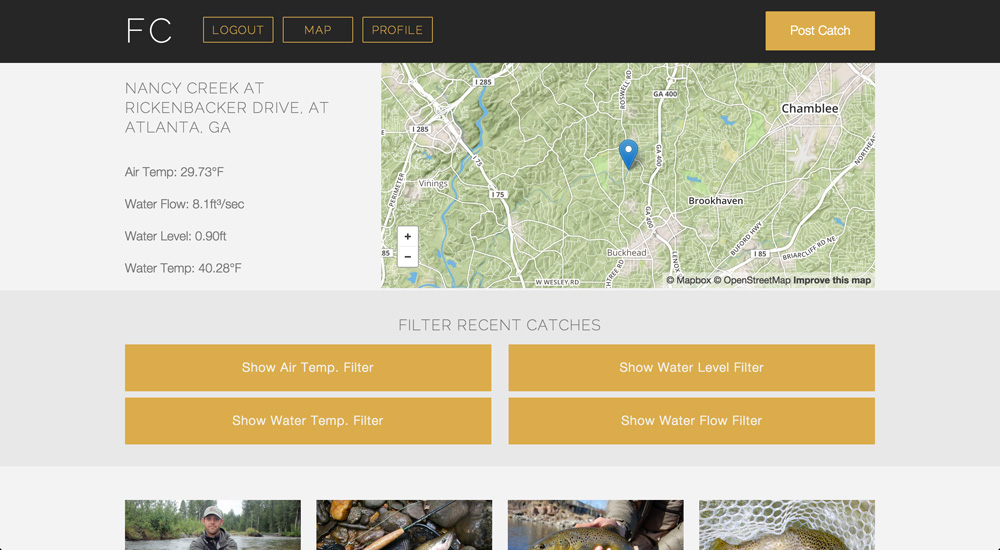 FC
LOGOUT
MAP
PROFILE
Post Catch
NANCY CREEK AT
RICKENBACKER DRIVE, AT
ATLANTA, GA
Air Temp: 29.73°F
Water Flow: 8.1ft³/sec
Water Level: 0.90ft
Water Temp: 40.28°F
I 285
ROSWELL RD
GA 400
Chamblee
I 285
I 75
GA 400
NORTHEAST
Vinings
PERIMETER
I 75
Brookhaven
GA 400
BUFORD HWY
+
−
Buckhead
I 85
BRIARCLIFF RD NE
LENOX
W WESLEY RD
© Mapbox © OpenStreetMap Improve this map
FILTER RECENT CATCHES
Show Air Temp. Filter
Show Water Level Filter
Show Water Temp. Filter
Show Water Flow Filter